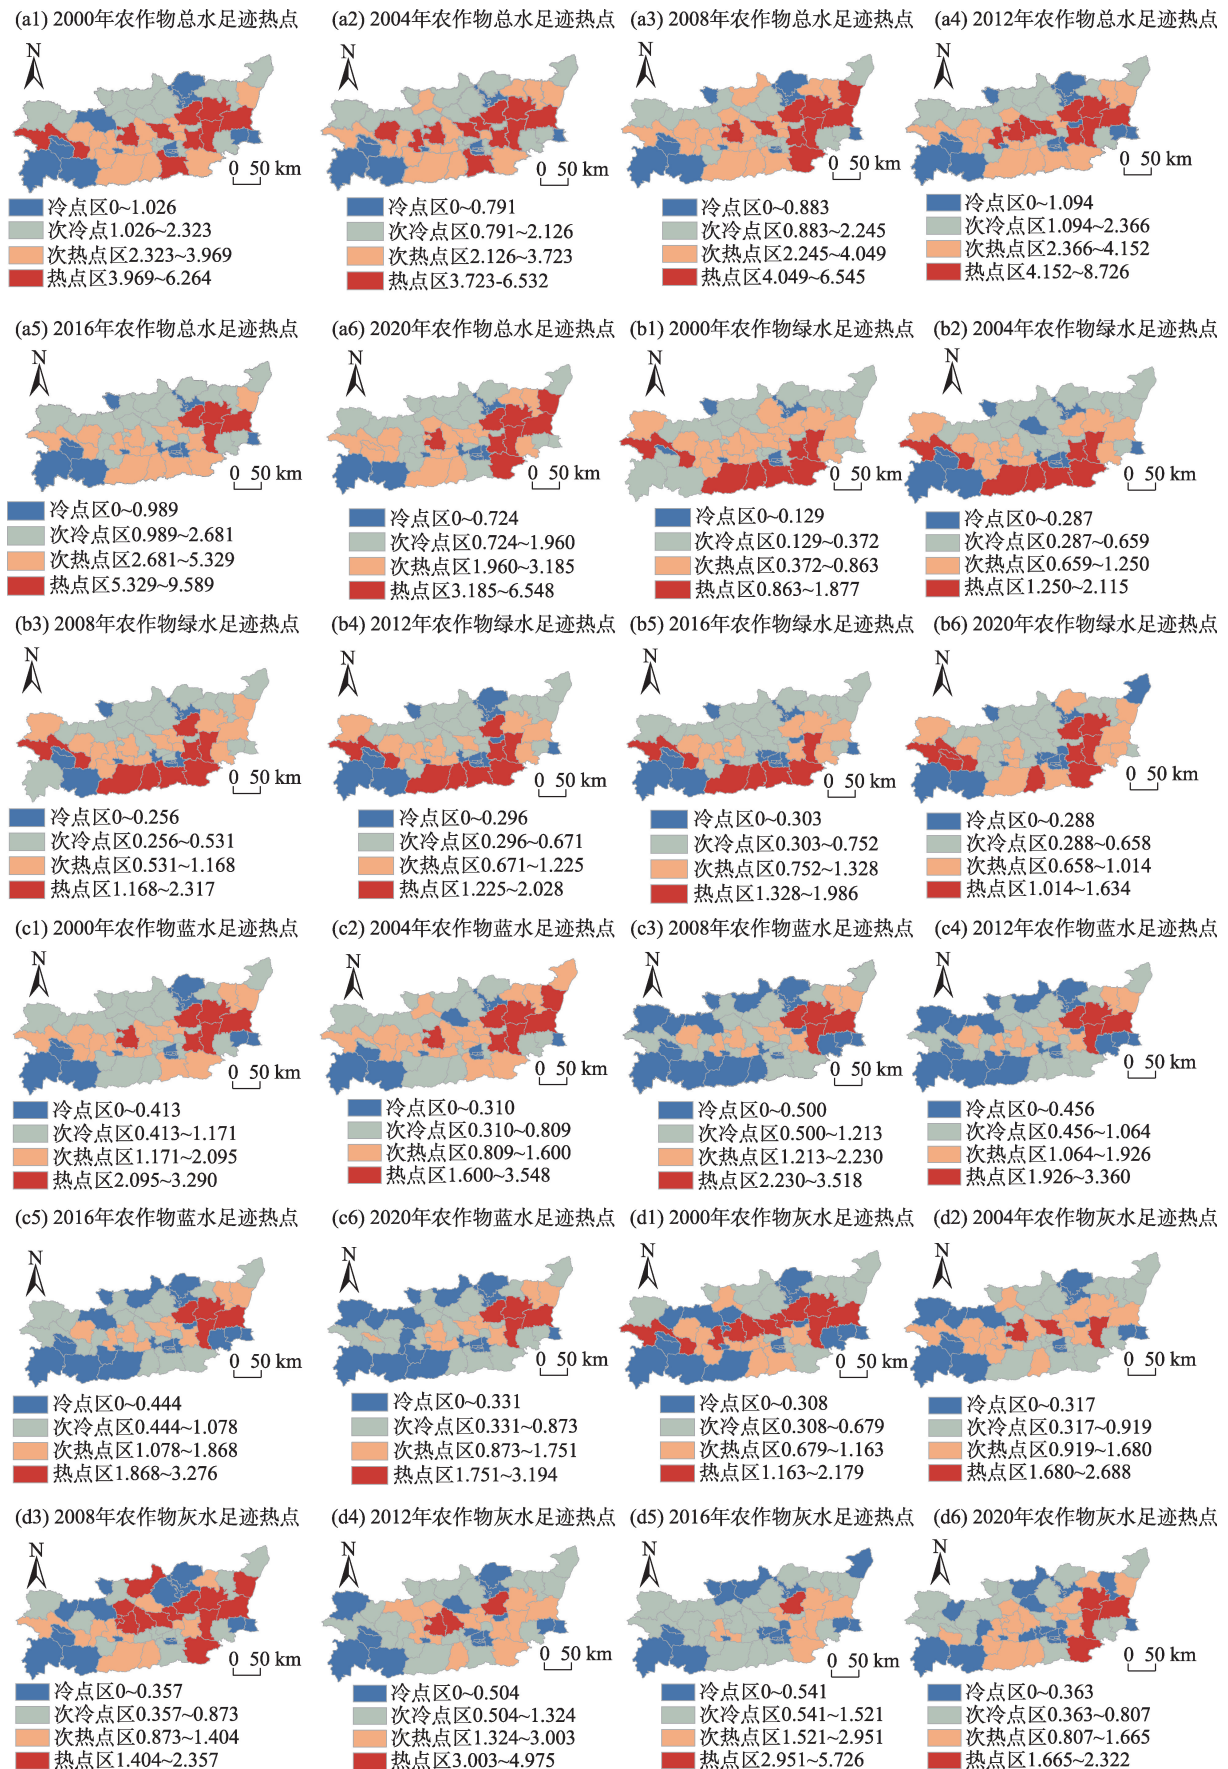 (a1) 2000年农作物总水足迹热点
(a2) 2004年农作物总水足迹热点
(a3) 2008年农作物总水足迹热点
(a4) 2012年农作物总水足迹热点
N
N
N
N
0 50 km
0 50 km
0 50 km
0 50 km
冷点区0~1.026
次冷点1.026~2.323
次热点区2.323~3.969
热点区3.969~6.264
冷点区0~0.791
次冷点区0.791~2.126
次热点区2.126~3.723
热点区3.723-6.532
冷点区0~0.883
次冷点区0.883~2.245
次热点区2.245~4.049
热点区4.049~6.545
冷点区0~1.094
次冷点区1.094~2.366
次热点区2.366~4.152
热点区4.152~8.726
(a5) 2016年农作物总水足迹热点
(a6) 2020年农作物总水足迹热点
(b1) 2000年农作物绿水足迹热点
(b2) 2004年农作物绿水足迹热点
N
N
N
N
0 50 km
0 50 km
0 50 km
0 50 km
冷点区0~0.989
次冷点区0.989~2.681
次热点区2.681~5.329
热点区5.329~9.589
冷点区0~0.724
次冷点区0.724~1.960
次热点区1.960~3.185
热点区3.185~6.548
冷点区0~0.129
次冷点区0.129~0.372
次热点区0.372~0.863
热点区0.863~1.877
冷点区0~0.287
次冷点区0.287~0.659
次热点区0.659~1.250
热点区1.250~2.115
(b3) 2008年农作物绿水足迹热点
(b4) 2012年农作物绿水足迹热点
(b5) 2016年农作物绿水足迹热点
(b6) 2020年农作物绿水足迹热点
N
N
N
N
0 50 km
0 50 km
0 50 km
0 50 km
冷点区0~0.256
次冷点区0.256~0.531
次热点区0.531~1.168
热点区1.168~2.317
冷点区0~0.296
次冷点区0.296~0.671
次热点区0.671~1.225
热点区1.225~2.028
冷点区0~0.303
次冷点区0.303~0.752
次热点区0.752~1.328
热点区1.328~1.986
冷点区0~0.288
次冷点区0.288~0.658
次热点区0.658~1.014
热点区1.014~1.634
(c1) 2000年农作物蓝水足迹热点
(c2) 2004年农作物蓝水足迹热点
(c3) 2008年农作物蓝水足迹热点
(c4) 2012年农作物蓝水足迹热点
N
N
N
N
0 50 km
0 50 km
0 50 km
0 50 km
冷点区0~0.413
次冷点区0.413~1.171
次热点区1.171~2.095
热点区2.095~3.290
冷点区0~0.310
次冷点区0.310~0.809
次热点区0.809~1.600
热点区1.600~3.548
冷点区0~0.500
次冷点区0.500~1.213
次热点区1.213~2.230
热点区2.230~3.518
冷点区0~0.456
次冷点区0.456~1.064
次热点区1.064~1.926
热点区1.926~3.360
(c5) 2016年农作物蓝水足迹热点
(c6) 2020年农作物蓝水足迹热点
(d1) 2000年农作物灰水足迹热点
(d2) 2004年农作物灰水足迹热点
N
N
N
N
0 50 km
0 50 km
0 50 km
0 50 km
冷点区0~0.444
次冷点区0.444~1.078
次热点区1.078~1.868
热点区1.868~3.276
冷点区0~0.331
次冷点区0.331~0.873
次热点区0.873~1.751
热点区1.751~3.194
冷点区0~0.308
次冷点区0.308~0.679
次热点区0.679~1.163
热点区1.163~2.179
冷点区0~0.317
次冷点区0.317~0.919
次热点区0.919~1.680
热点区1.680~2.688
(d3) 2008年农作物灰水足迹热点
(d4) 2012年农作物灰水足迹热点
(d5) 2016年农作物灰水足迹热点
(d6) 2020年农作物灰水足迹热点
N
N
N
N
0 50 km
0 50 km
0 50 km
0 50 km
冷点区0~0.357
次冷点区0.357~0.873
次热点区0.873~1.404
热点区1.404~2.357
冷点区0~0.504
次冷点区0.504~1.324
次热点区1.324~3.003
热点区3.003~4.975
冷点区0~0.541
次冷点区0.541~1.521
次热点区1.521~2.951
热点区2.951~5.726
冷点区0~0.363
次冷点区0.363~0.807
次热点区0.807~1.665
热点区1.665~2.322